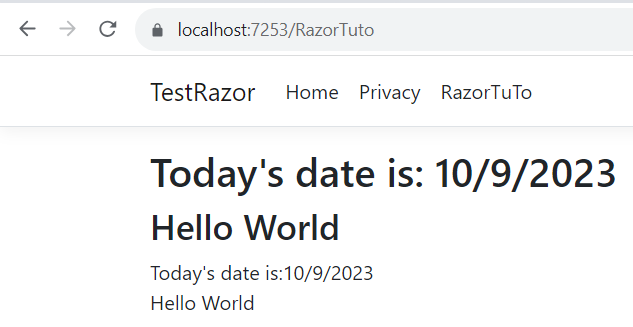 localhost:7253/RazorTuto
TestRazor Home Privacy RazorTuTo
Today's date is: 10/9/2023
Hello World
Today's date is:10/9/2023
Hello World